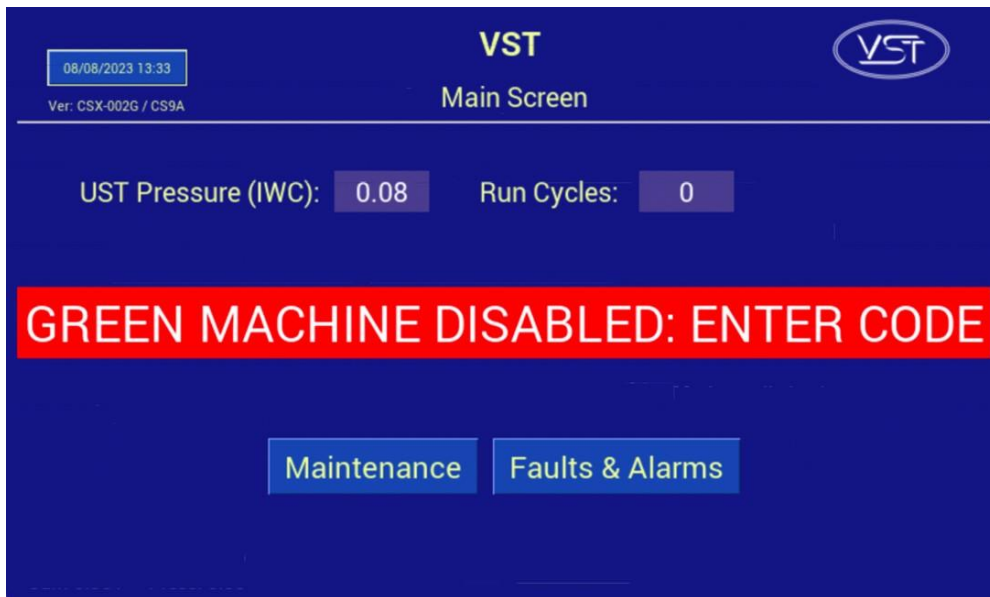 VST
VST
08/08/2023 13:33
Main Screen
Ver: CSX-002G / CS9A
UST Pressure (IWC): 0.08 Run Cycles: 0
GREEN MACHINE DISABLED: ENTER CODE
Maintenance Faults & Alarms